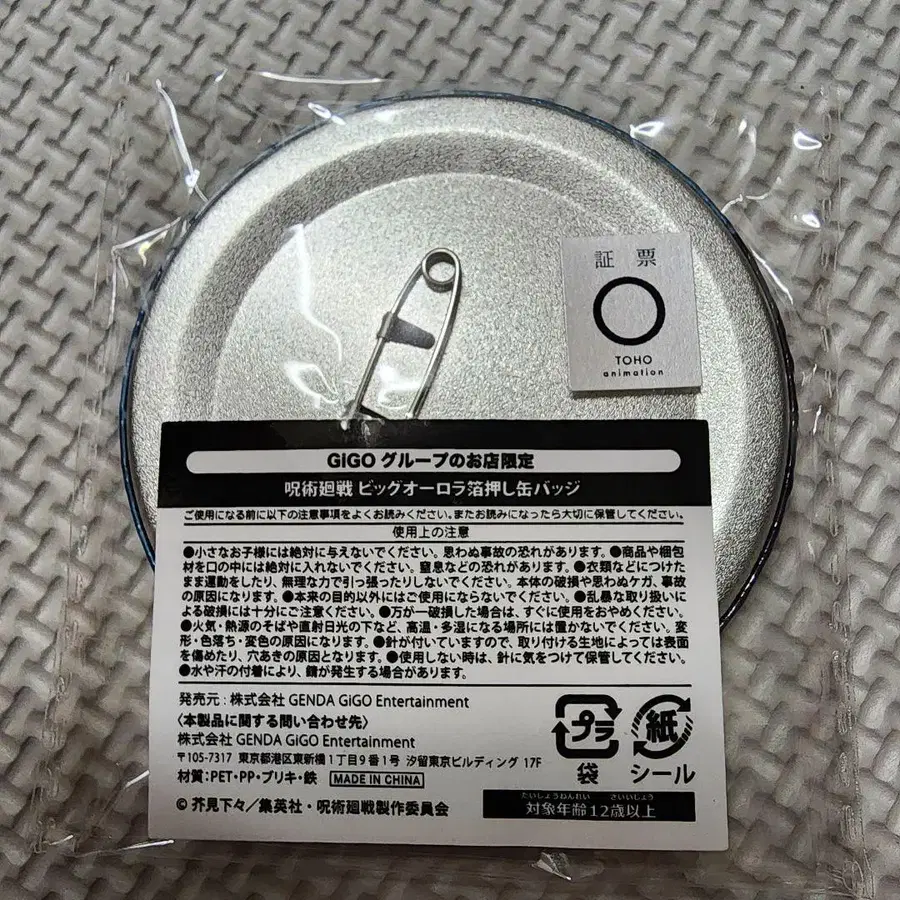 証票
TOHO
animation
GiGO グループのお店限定
呪術廻戦 ビッグオーロラ箔押し缶バッジ
ご使用になる前に以下の注意事項をよくお読みください。またお読みになったら大切に保管してください。
使用上の注意
●小さなお子様には絶対に与えないでください。思わぬ事故の恐れがあります。●商品や梱包
材を口の中には絶対に入れないでください。窒息などの恐れがあります。●衣類などにつけた
まま運動をしたり、無理な力で引っ張ったりしないでください。本体の破損や思わぬケガ、事故
の原因になります。●本来の目的以外にはご使用にならないでください。●乱暴な取り扱いに
よる破損には十分にご注意ください。●万が一破損した場合は、すぐに使用をおやめください。
●火気・熱源のそばや直射日光の下など、高温・多湿になる場所には置かないでください。変
形・色落ち・変色の原因になります。●針が付いていますので、取り付ける生地によっては表面
を傷めたり、穴あきの原因となります。●使用しない時は、針に気をつけて保管してください。
●水や汗の付着により、錆が発生する場合があります。
発売元：株式会社 GENDA GiGO Entertainment
〈本製品に関する問い合わせ先〉
株式会社 GENDA GiGO Entertainment
〒105-7317 東京都港区東新橋1丁目9番1号 汐留東京ビルディング 17F
材質：PET・PP・ブリキ・鉄 MADE IN CHINA
©芥見下々／集英社・呪術廻戦製作委員会
プラ
袋
紙
シール
たいしょうねんれい さいいじょう
対象年齢12歳以上